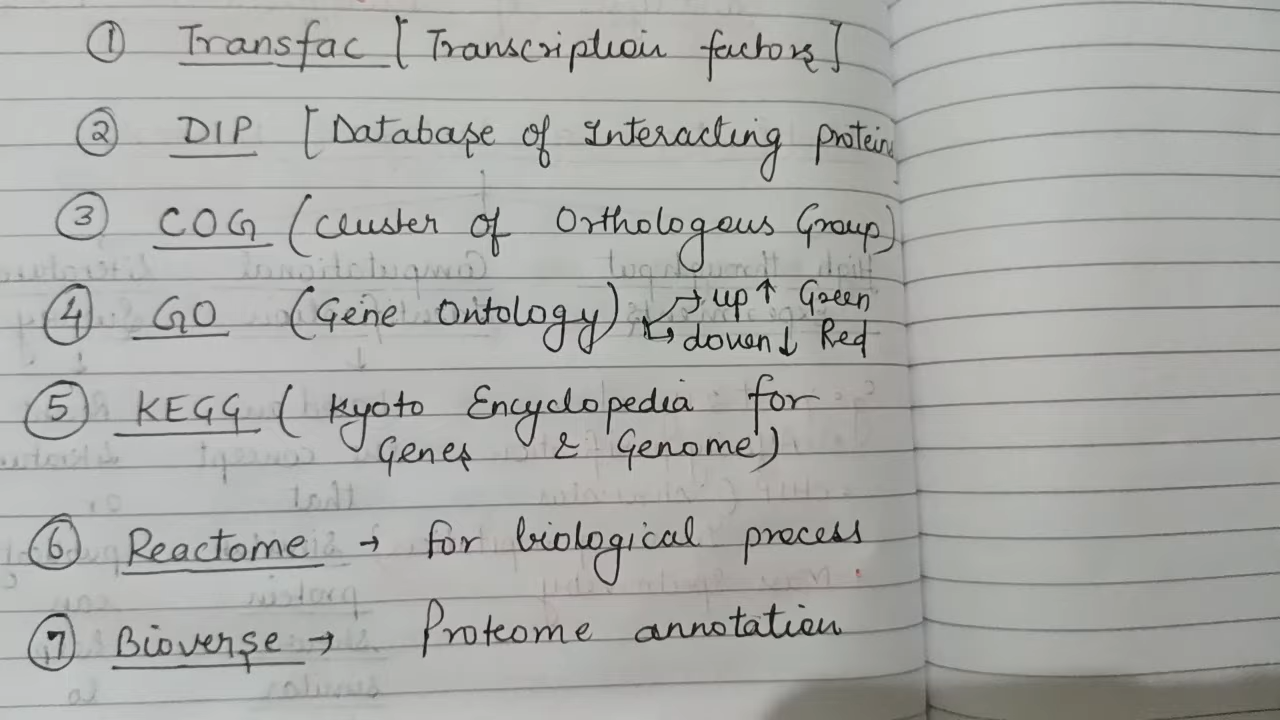 ① Transfac [Transcription factors]
② DIP [Database of Interacting protein
③ COG (Cluster of Orthologous Group)
④ GO (Gene Ontology) → up↑ Green
→ down↓ Red
⑤ KEGG (Kyoto Encyclopedia for
Genes & Genome)
⑥ Reactome → for biological process
⑦ Bioverse → Proteome annotation